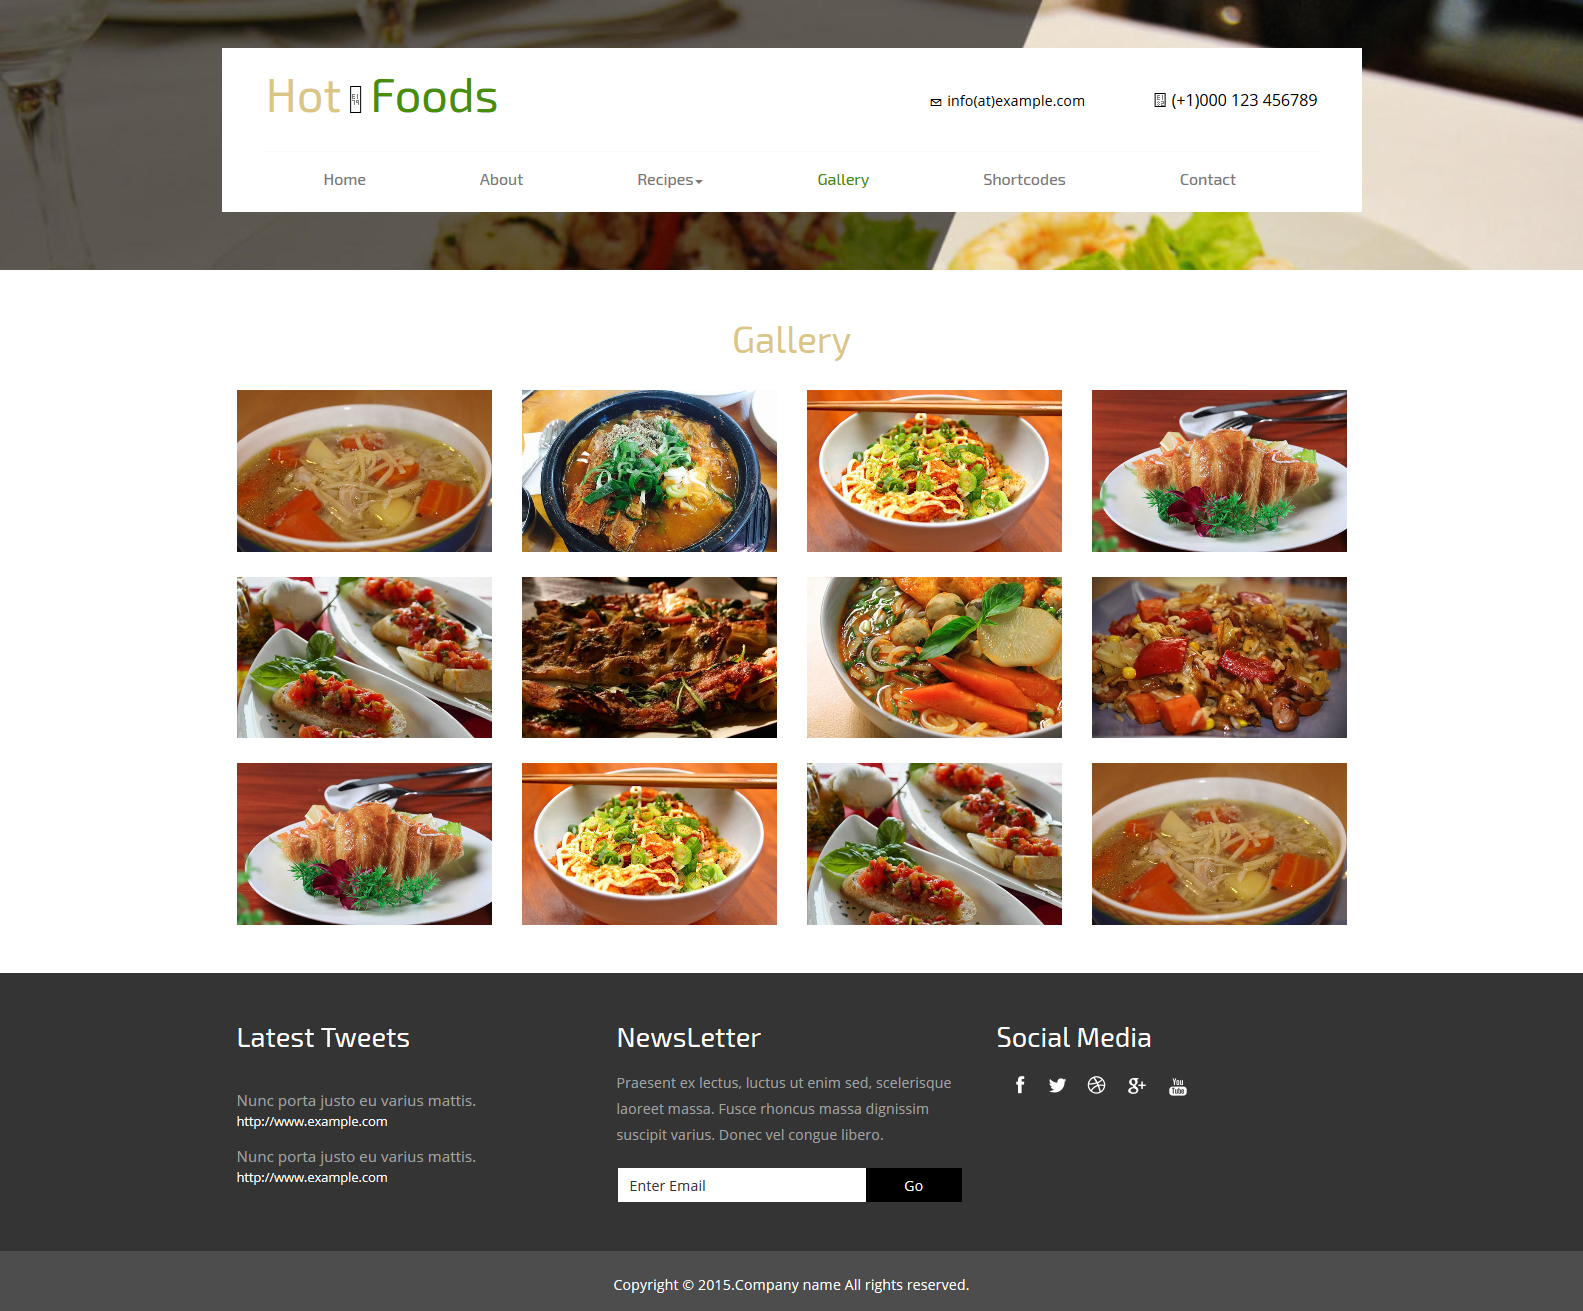 Hot Foods
info(at)example.com
(+1)000 123 456789
Home
About
Recipes
Gallery
Shortcodes
Contact
Gallery
Latest Tweets
Nunc porta justo eu varius mattis.
http://www.example.com
Nunc porta justo eu varius mattis.
http://www.example.com
NewsLetter
Praesent ex lectus, luctus ut enim sed, scelerisque
laoreet massa. Fusce rhoncus massa dignissim
suscipit varius. Donec vel congue libero.
Enter Email
Go
Social Media
You
Tube
Copyright © 2015.Company name All rights reserved.